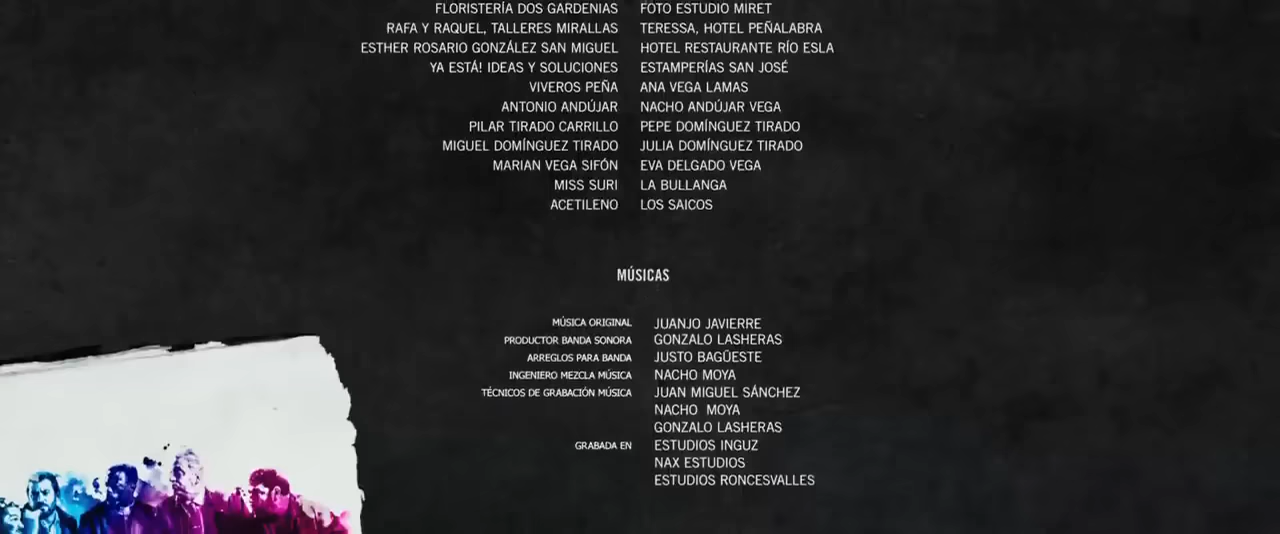 FLORISTERÍA DOS GARDENIAS FOTO ESTUDIO MIRET
RAFA Y RAQUEL, TALLERES MIRALLAS TERESSA, HOTEL PEÑALABRA
ESTHER ROSARIO GONZÁLEZ SAN MIGUEL HOTEL RESTAURANTE RÍO ESLA
YA ESTÁ! IDEAS Y SOLUCIONES ESTAMPERÍAS SAN JOSÉ
VIVEROS PEÑA ANA VEGA LAMAS
ANTONIO ANDÚJAR NACHO ANDÚJAR VEGA
PILAR TIRADO CARRILLO PEPE DOMÍNGUEZ TIRADO
MIGUEL DOMÍNGUEZ TIRADO JULIA DOMÍNGUEZ TIRADO
MARIAN VEGA SIFÓN EVA DELGADO VEGA
MISS SURI LA BULLANGA
ACETILENO LOS SAICOS
MÚSICAS
MÚSICA ORIGINAL JUANJO JAVIERRE
PRODUCTOR BANDA SONORA GONZALO LASHERAS
ARREGLOS PARA BANDA JUSTO BAGÜESTE
INGENIERO MEZCLA MÚSICA NACHO MOYA
TÉCNICOS DE GRABACIÓN MÚSICA JUAN MIGUEL SÁNCHEZ
NACHO MOYA
GONZALO LASHERAS
GRABADA EN ESTUDIOS INGUZ
NAX ESTUDIOS
ESTUDIOS RONCESVALLES